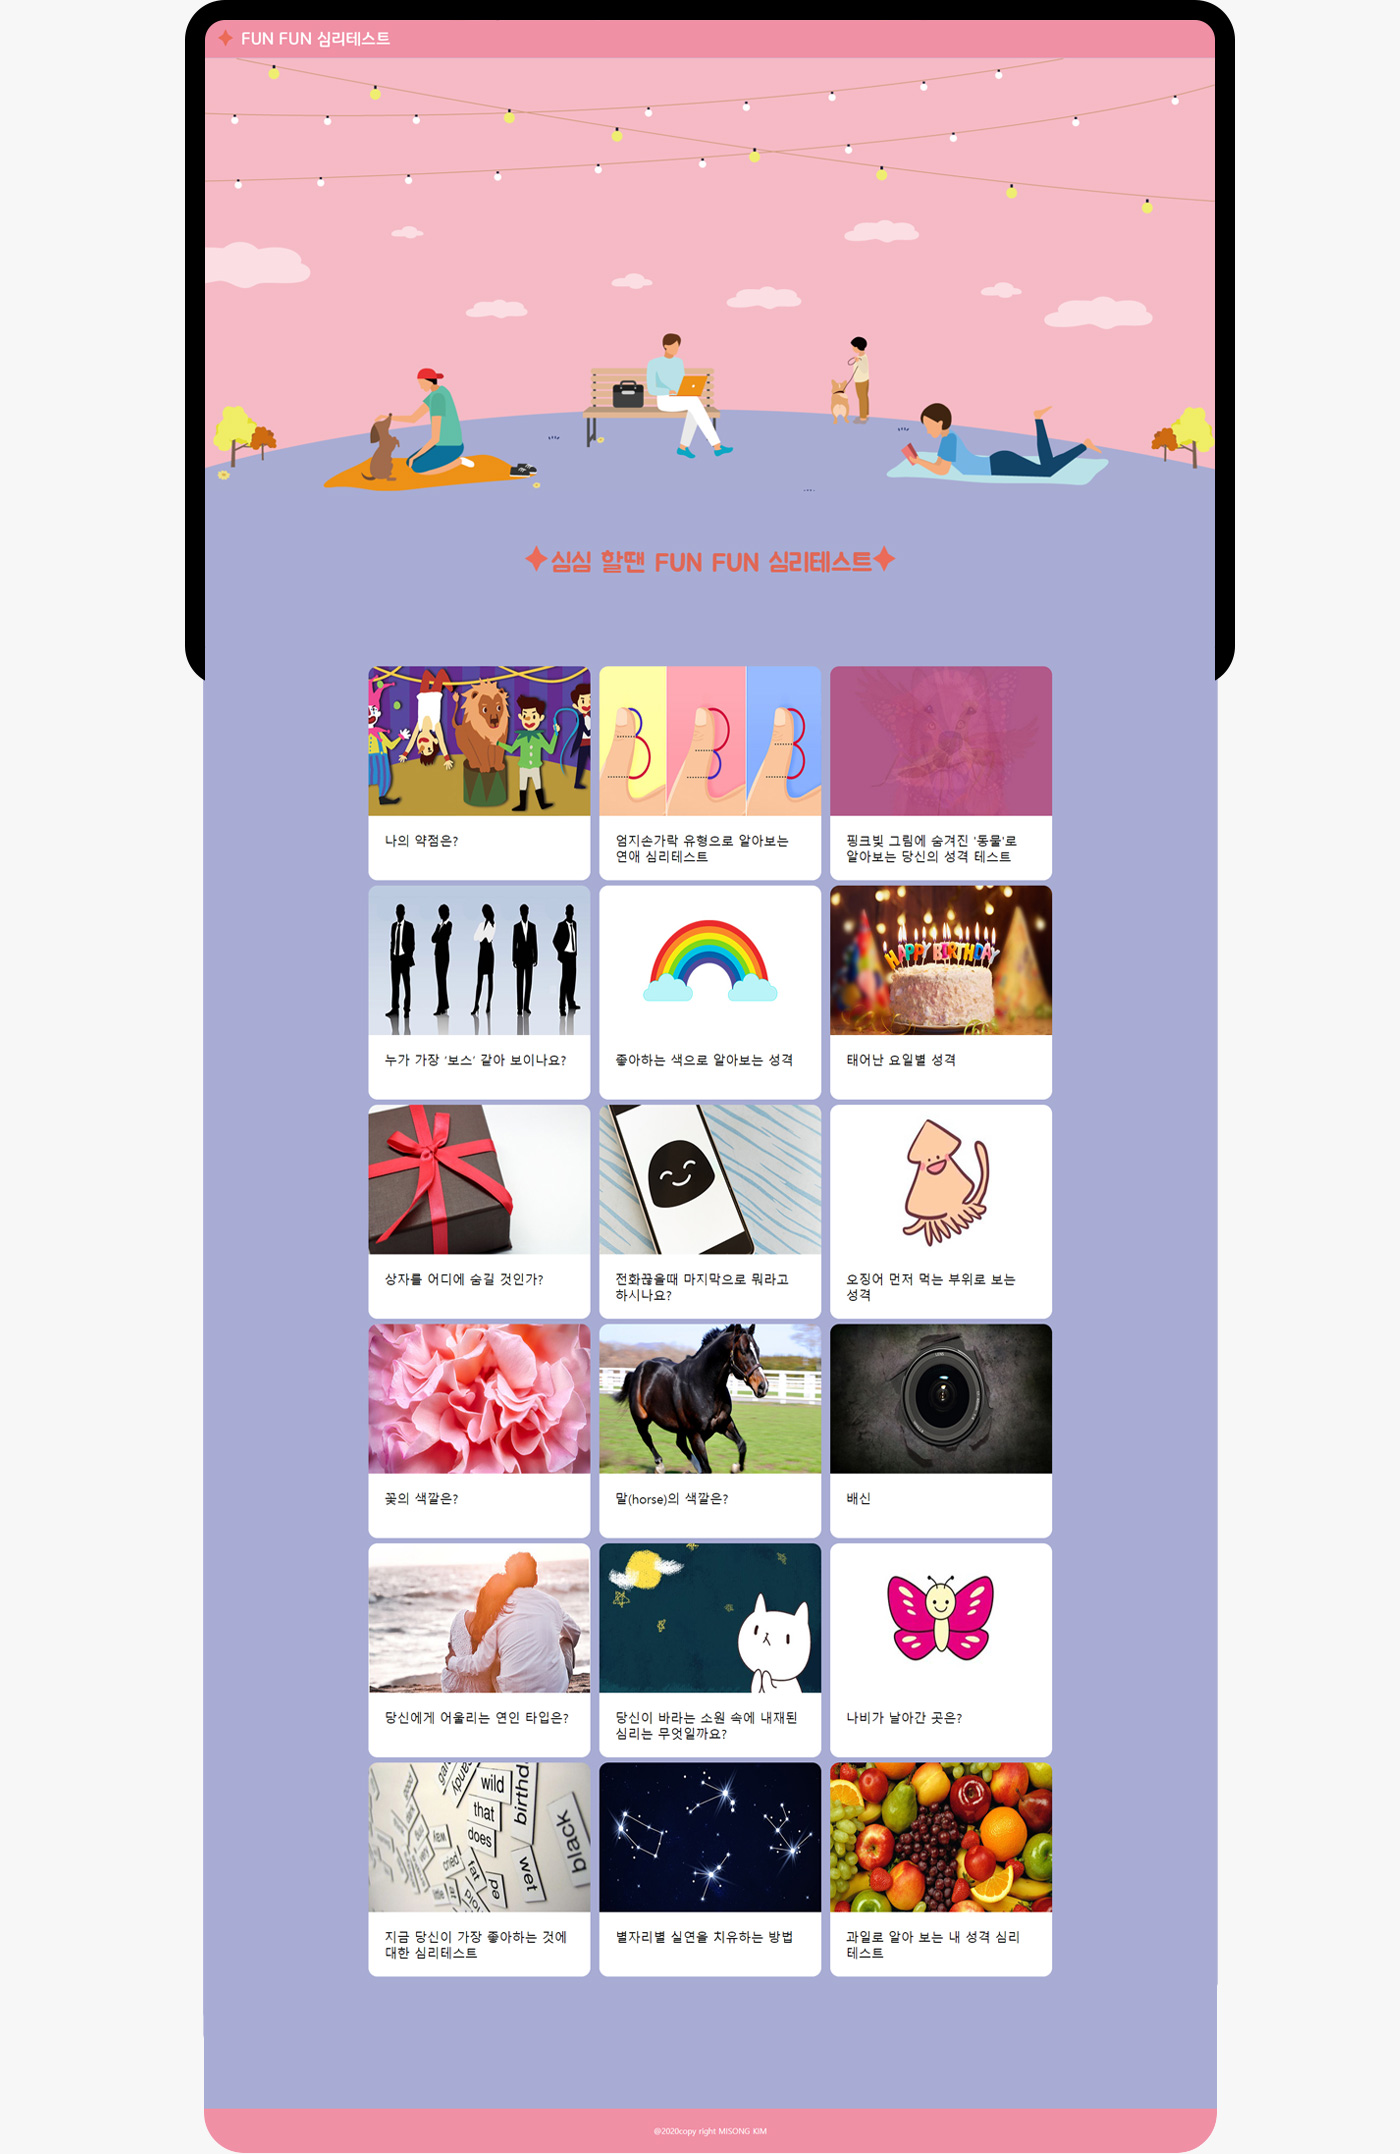 FUN FUN 심리테스트
심심 할땐 FUN FUN 심리테스트
나의 약점은?
엄지손가락 유형으로 알아보는
연애 심리테스트
핑크빛 그림에 숨겨진 '동물'로
알아보는 당신의 성격 테스트
누가 가장 '보스' 같아 보이나요?
HAPPY BIRTHDAY
좋아하는 색으로 알아보는 성격
태어난 요일별 성격
상자를 어디에 숨길 것인가?
전화끊을때 마지막으로 뭐라고
하시나요?
오징어 먼저 먹는 부위로 보는
성격
꽃의 색깔은?
말(horse)의 색깔은?
배신
당신에게 어울리는 연인 타입은?
당신이 바라는 소원 속에 내재된
심리는 무엇일까요?
나비가 날아간 곳은?
wild
that
does
wet
black
지금 당신이 가장 좋아하는 것에
대한 심리테스트
별자리별 실연을 치유하는 방법
과일로 알아 보는 내 성격 심리
테스트
@2020copy right MISONG KIM